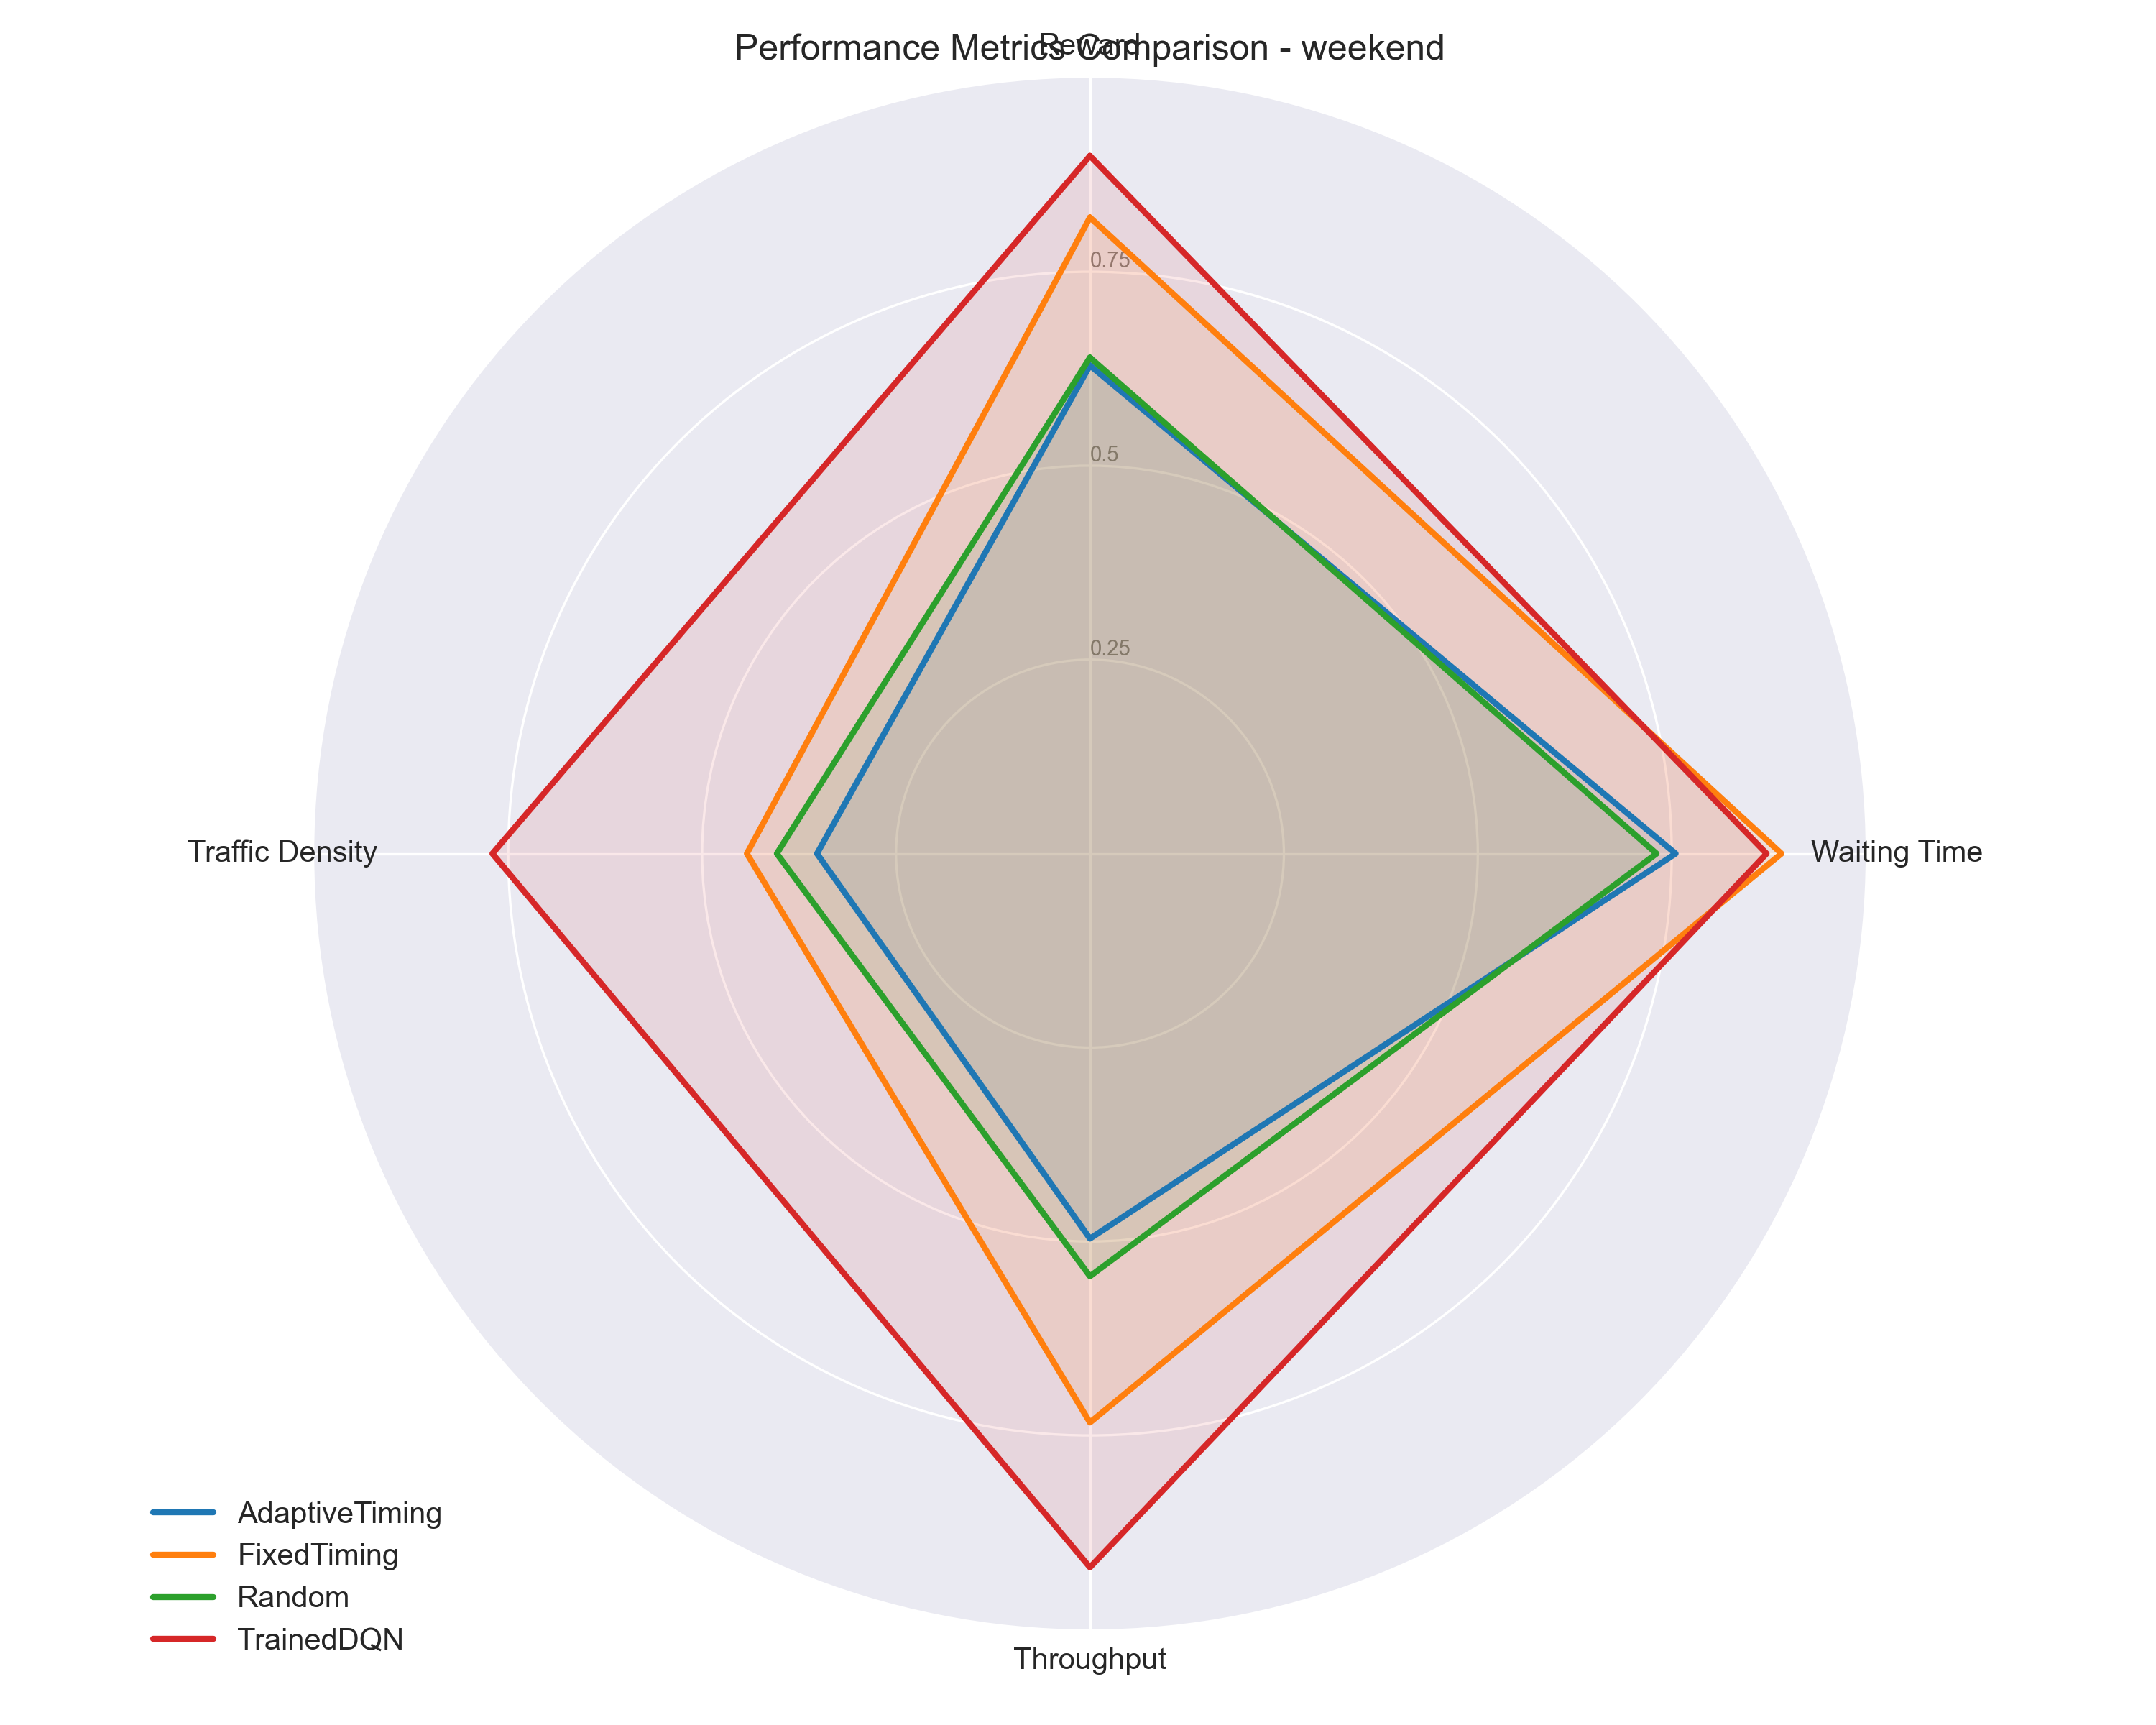 Performance Metrics Comparison - weekend
Reward
0.75
0.5
0.25
Traffic Density
Waiting Time
Throughput
AdaptiveTiming
FixedTiming
Random
TrainedDQN